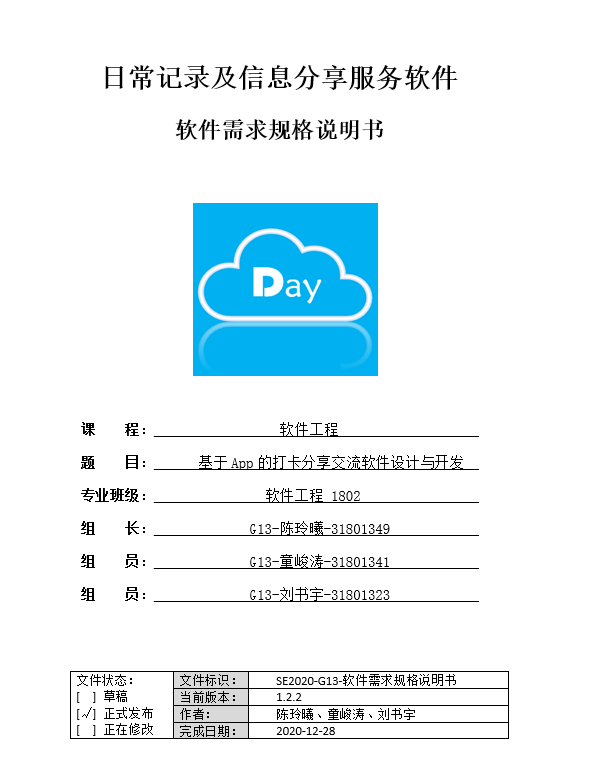 日常记录及信息分享服务软件
软件需求规格说明书
Day
课 程： 软件工程
题 目： 基于App的打卡分享交流软件设计与开发
专业班级： 软件工程 1802
组 长： G13-陈玲曦-31801349
组 员： G13-童峻涛-31801341
组 员： G13-刘书宇-31801323
文件状态： 文件标识： SE2020-G13-软件需求规格说明书
[ ] 草稿 当前版本： 1.2.2
[√] 正式发布 作者： 陈玲曦、童峻涛、刘书宇
[ ] 正在修改 完成日期： 2020-12-28